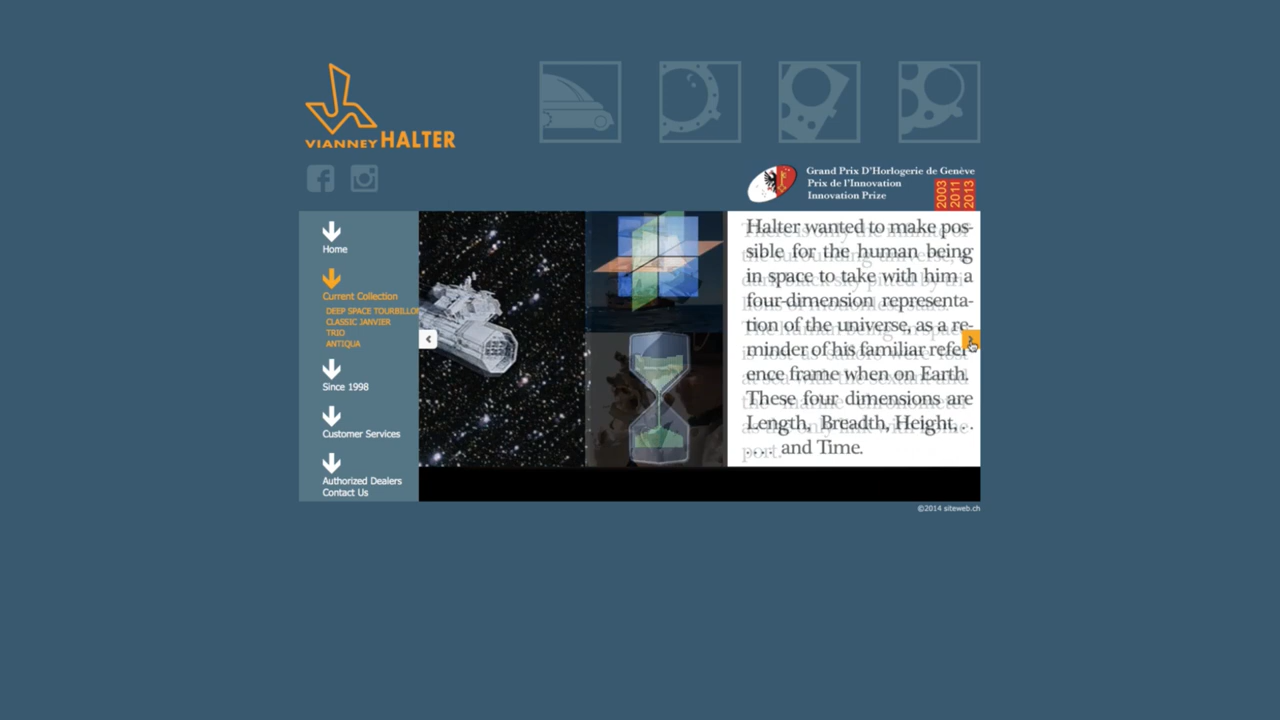 VIANNEY HALTER
Grand Prix D'Horlogerie de Genève
Prix de l'Innovation
Innovation Prize
2003
2011
2013
Home
Current Collection
DEEP SPACE TOURBILLO
CLASSIC JANVIER
TRIO
ANTIQUA
Since 1998
Customer Services
Authorized Dealers
Contact Us
Halter wanted to make pos-
sible for the human being
in space to take with him a
four-dimension representa-
tion of the universe, as a re-
minder of his familiar refer-
ence frame when on Earth.
These four dimensions are
Length, Breadth, Height, . .
. . . . and Time.
©2014 siteweb.ch